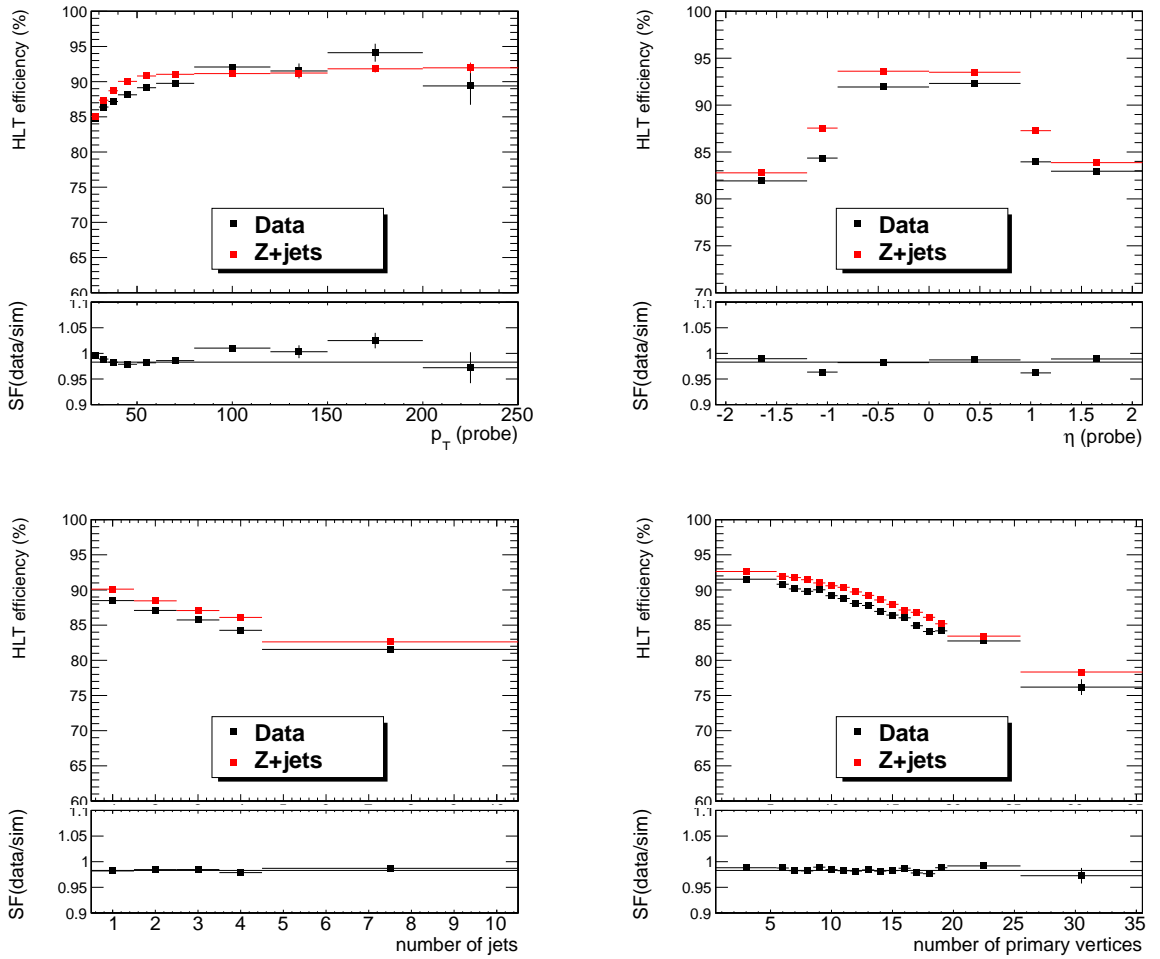 HLT efficiency (%)
100
95
90
85
80
75
70
65
60
Data
Z+jets
SF(data/sim)
1.1
1.05
1
0.95
0.9
50 100 150 200 250
p_T (probe)
HLT efficiency (%)
100
95
90
85
80
75
70
Data
Z+jets
SF(data/sim)
1.1
1.05
1
0.95
0.9
-2 -1.5 -1 -0.5 0 0.5 1 1.5 2
η (probe)
HLT efficiency (%)
100
95
90
85
80
75
70
65
60
Data
Z+jets
SF(data/sim)
1.1
1.05
1
0.95
0.9
1 2 3 4 5 6 7 8 9 10
number of jets
HLT efficiency (%)
100
95
90
85
80
75
70
65
60
Data
Z+jets
SF(data/sim)
1.1
1.05
1
0.95
0.9
5 10 15 20 25 30 35
number of primary vertices